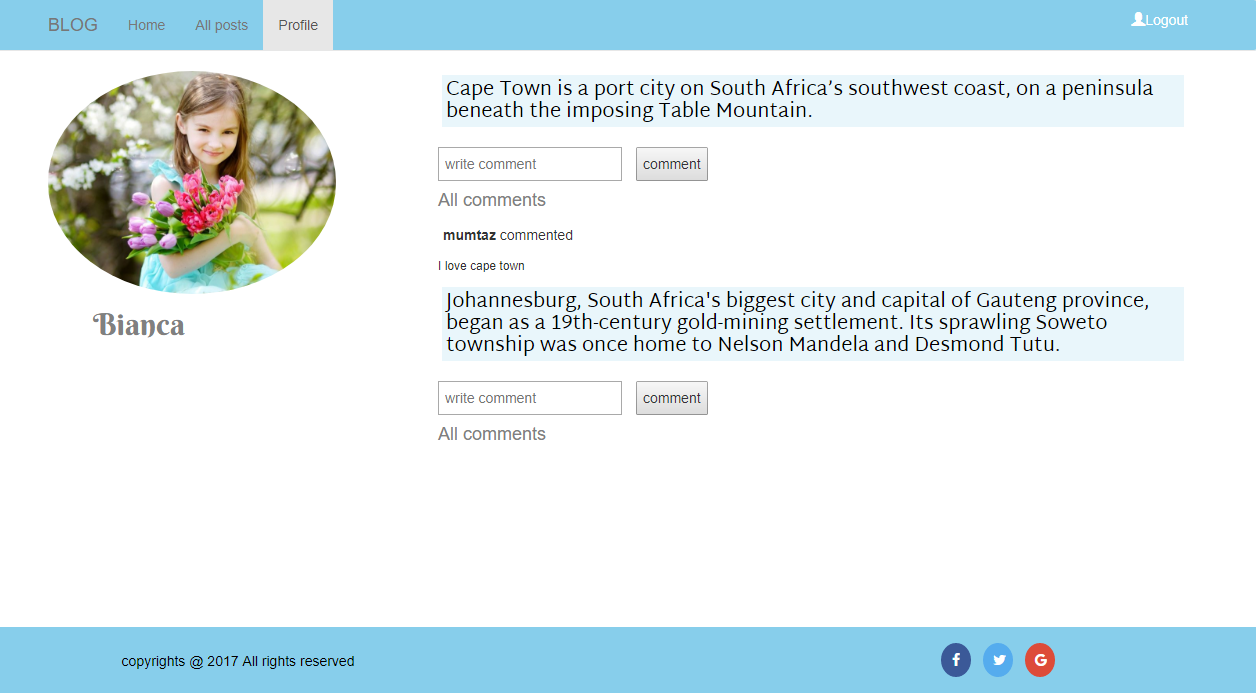 BLOG Home All posts Profile Logout
Cape Town is a port city on South Africa’s southwest coast, on a peninsula
beneath the imposing Table Mountain.
write comment comment
All comments
mumtaz commented
I love cape town
Bianca
Johannesburg, South Africa's biggest city and capital of Gauteng province,
began as a 19th-century gold-mining settlement. Its sprawling Soweto
township was once home to Nelson Mandela and Desmond Tutu.
write comment comment
All comments
copyrights @ 2017 All rights reserved